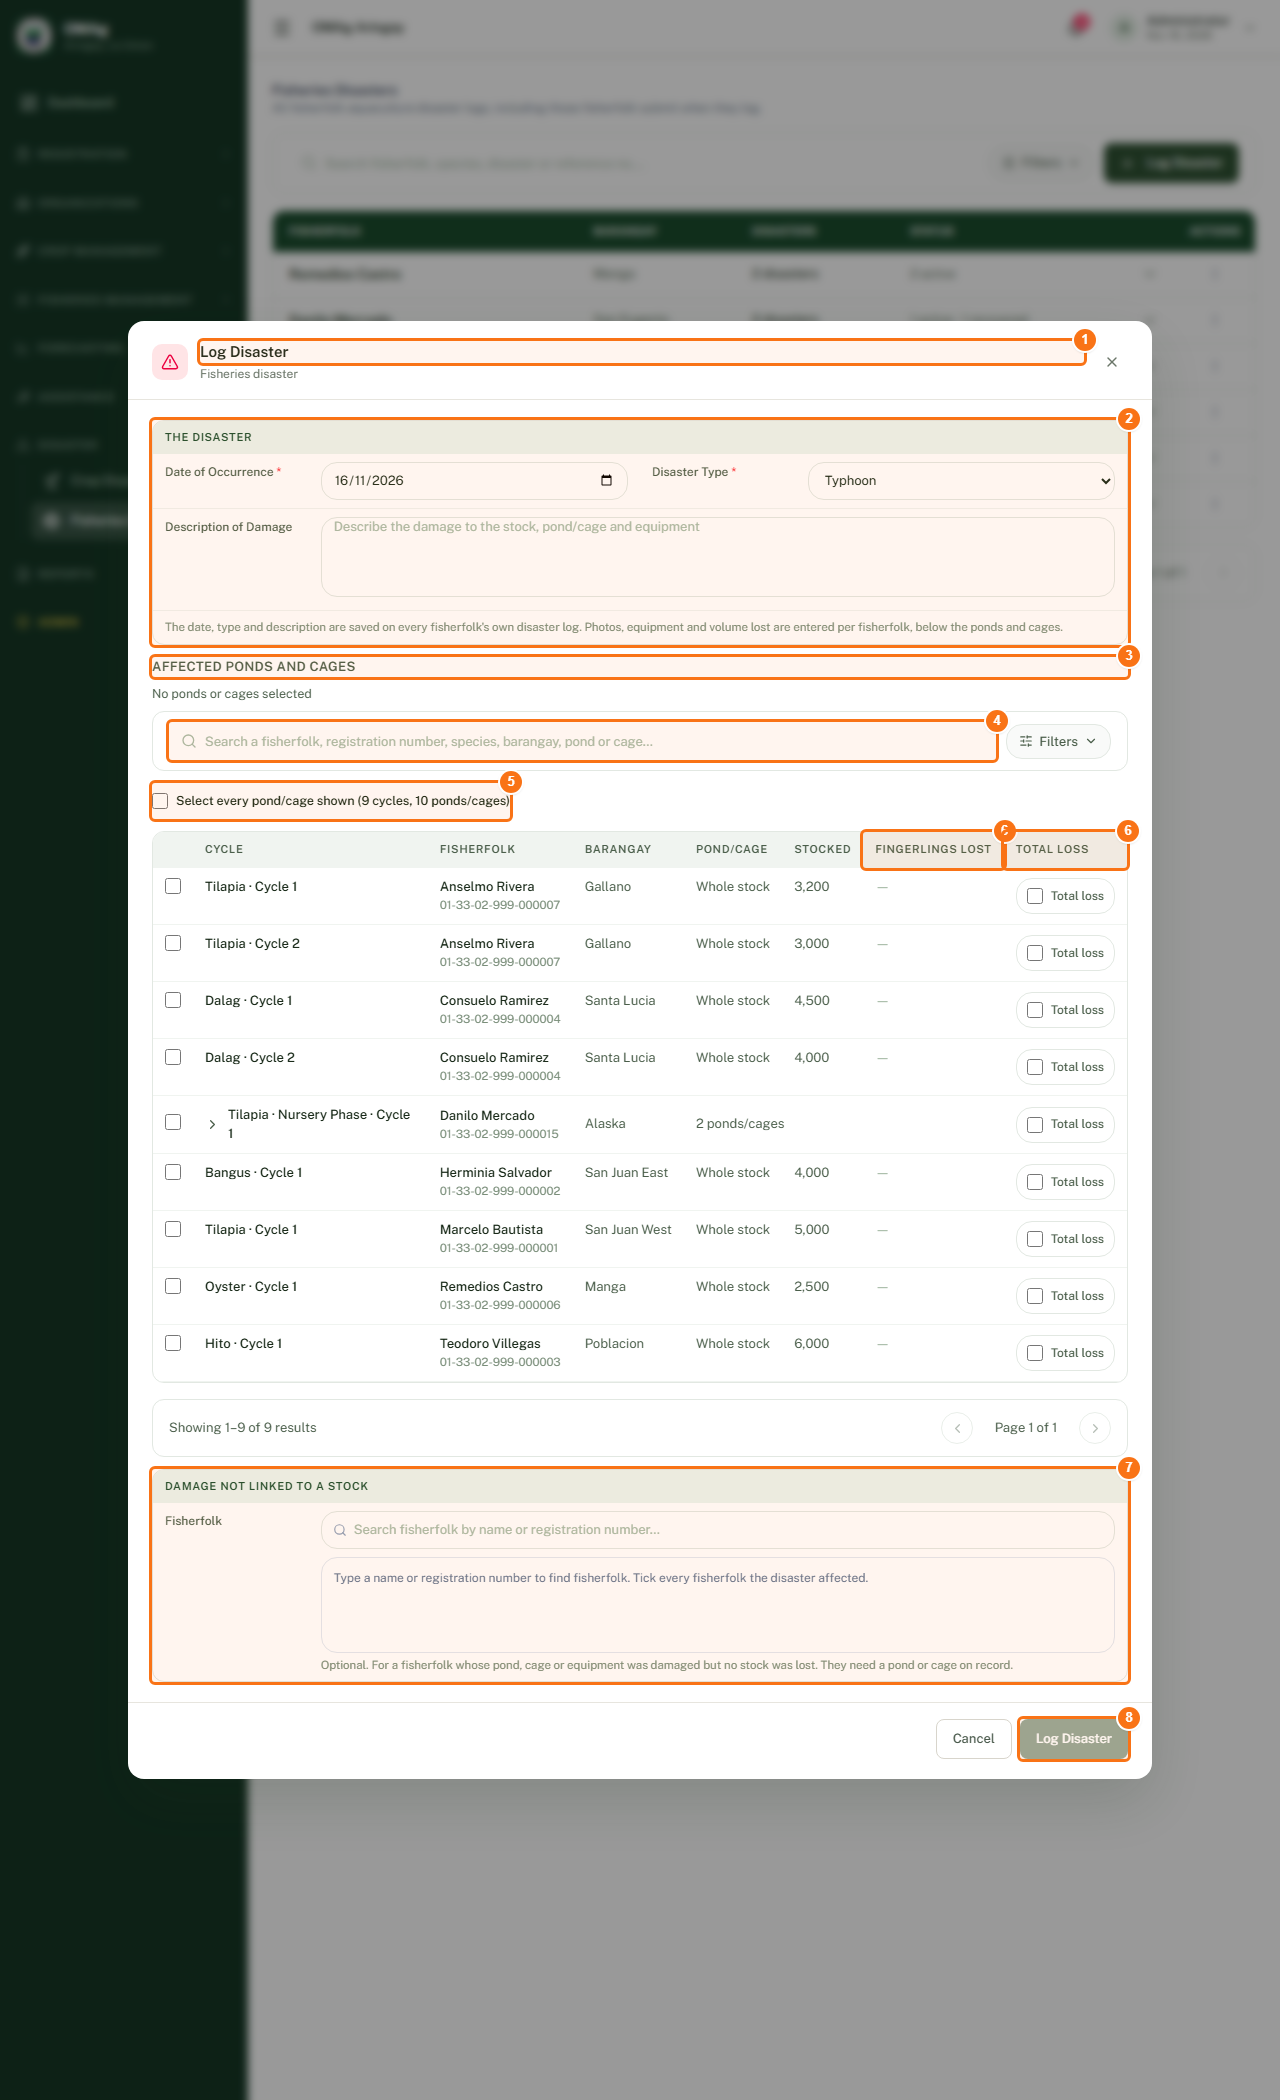 Log Disaster
1
Fisheries disaster
2
THE DISASTER
Date of Occurrence *
16/11/2026
Disaster Type *
Typhoon
Description of Damage
Describe the damage to the stock, pond/cage and equipment
The date, type and description are saved on every fisherfolk's own disaster log. Photos, equipment and volume lost are entered per fisherfolk, below the ponds and cages.
3
AFFECTED PONDS AND CAGES
No ponds or cages selected
4
Search a fisherfolk, registration number, species, barangay, pond or cage...
Filters
5
Select every pond/cage shown (9 cycles, 10 ponds/cages)
6
6
CYCLE FISHERFOLK BARANGAY POND/CAGE STOCKED FINGERLINGS LOST TOTAL LOSS
Tilapia · Cycle 1 Anselmo Rivera Gallano Whole stock 3,200 — Total loss
01-33-02-999-000007
Tilapia · Cycle 2 Anselmo Rivera Gallano Whole stock 3,000 — Total loss
01-33-02-999-000007
Dalag · Cycle 1 Consuelo Ramirez Santa Lucia Whole stock 4,500 — Total loss
01-33-02-999-000004
Dalag · Cycle 2 Consuelo Ramirez Santa Lucia Whole stock 4,000 — Total loss
01-33-02-999-000004
Tilapia · Nursery Phase · Cycle 1 Danilo Mercado Alaska 2 ponds/cages Total loss
01-33-02-999-000015
Bangus · Cycle 1 Herminia Salvador San Juan East Whole stock 4,000 — Total loss
01-33-02-999-000002
Tilapia · Cycle 1 Marcelo Bautista San Juan West Whole stock 5,000 — Total loss
01-33-02-999-000001
Oyster · Cycle 1 Remedios Castro Manga Whole stock 2,500 — Total loss
01-33-02-999-000006
Hito · Cycle 1 Teodoro Villegas Poblacion Whole stock 6,000 — Total loss
01-33-02-999-000003
Showing 1–9 of 9 results
Page 1 of 1
7
DAMAGE NOT LINKED TO A STOCK
Fisherfolk
Search fisherfolk by name or registration number...
Type a name or registration number to find fisherfolk. Tick every fisherfolk the disaster affected.
Optional. For a fisherfolk whose pond, cage or equipment was damaged but no stock was lost. They need a pond or cage on record.
8
Cancel
Log Disaster